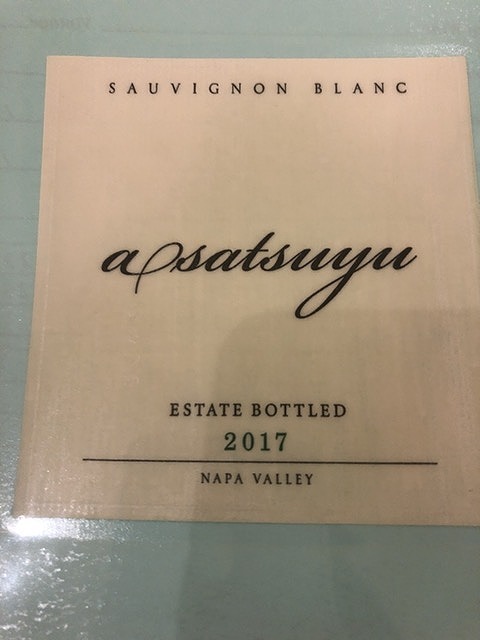 SAUVIGNON BLANC
asatsuyu
ESTATE BOTTLED
2017
NAPA VALLEY